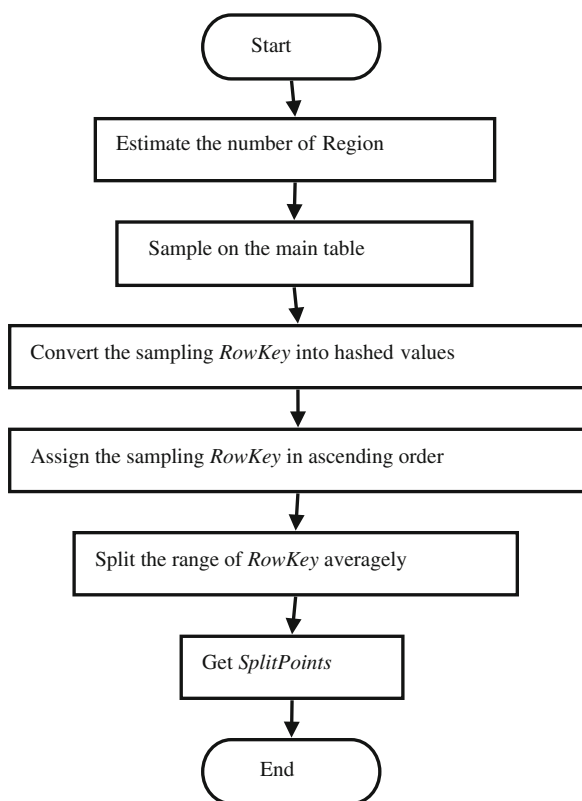 Start
Estimate the number of Region
Sample on the main table
Convert the sampling RowKey into hashed values
Assign the sampling RowKey in ascending order
Split the range of RowKey averagely
Get SplitPoints
End